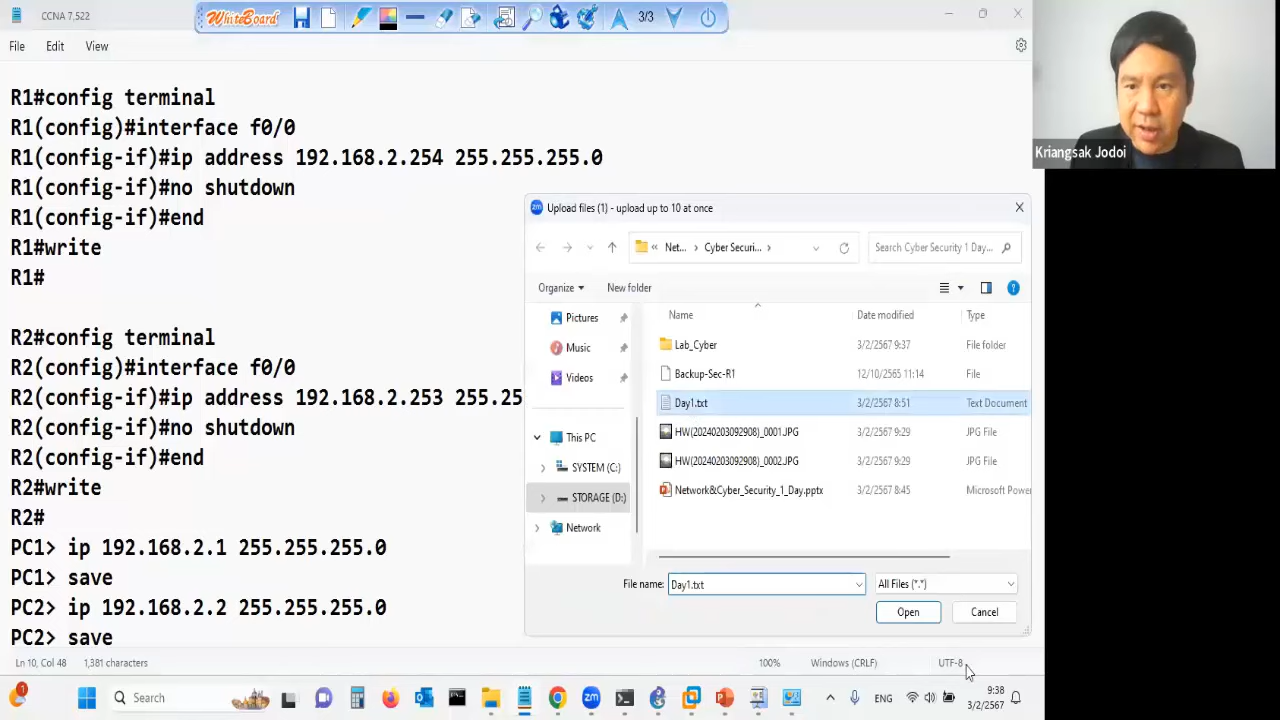 CCNA 7,522
WhiteBoard
3/3
File Edit View
R1#config terminal
R1(config)#interface f0/0
R1(config-if)#ip address 192.168.2.254 255.255.255.0
R1(config-if)#no shutdown
R1(config-if)#end
R1#write
R1#
R2#config terminal
R2(config)#interface f0/0
R2(config-if)#ip address 192.168.2.253 255.25
R2(config-if)#no shutdown
R2(config-if)#end
R2#write
R2#
PC1> ip 192.168.2.1 255.255.255.0
PC1> save
PC2> ip 192.168.2.2 255.255.255.0
PC2> save
Ln 10, Col 48 1,381 characters 100% Windows (CRLF) UTF-8
Kriangsak Jodoi
zm Upload files (1) - upload up to 10 at once
« Net... › Cyber Securi... ›
Search Cyber Security 1 Day...
Organize New folder
Pictures
Music
Videos
This PC
SYSTEM (C:)
STORAGE (D:)
Network
Name Date modified Type
Lab_Cyber 3/2/2567 9:37 File folder
Backup-Sec-R1 12/10/2565 11:14 File
Day1.txt 3/2/2567 8:51 Text Document
HW(20240203092908)_0001.JPG 3/2/2567 9:29 JPG File
HW(20240203092908)_0002.JPG 3/2/2567 9:29 JPG File
Network&Cyber_Security_1_Day.pptx 3/2/2567 8:45 Microsoft Power
File name: Day1.txt All Files (*.*)
Open Cancel
1
Search
zm
ENG
9:38
3/2/2567